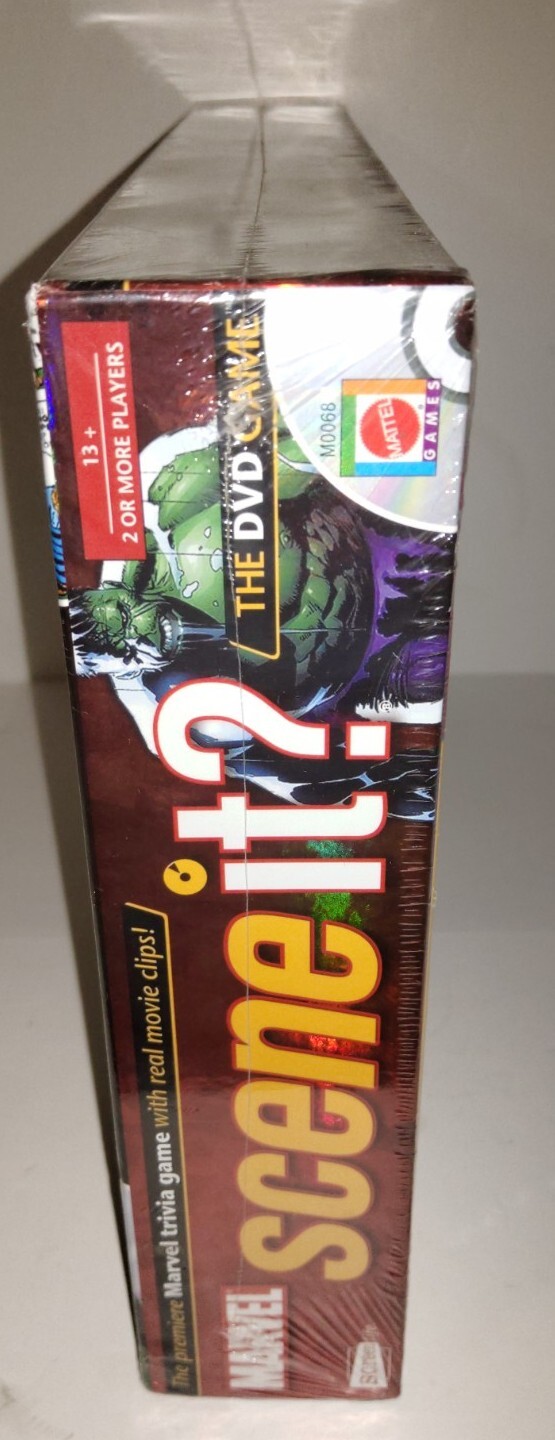 The premiere Marvel trivia game with real movie clips!
MARVEL
scene it?
®
THE DVD GAME
13+
2 OR MORE PLAYERS
M0068
MATTEL
GAMES
screenlife